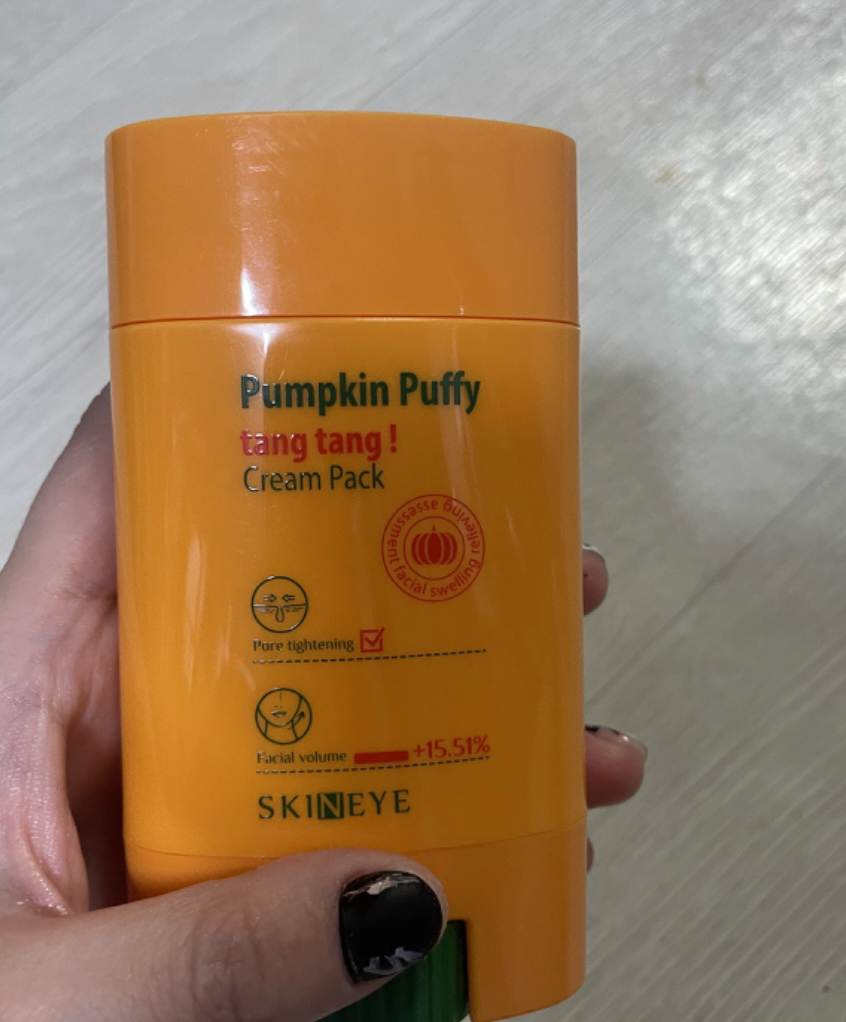 Pumpkin Puffy
tang tang !
Cream Pack
relieving assessment facial swelling
Pore tightening
Facial volume +15.51%
SKINEYE